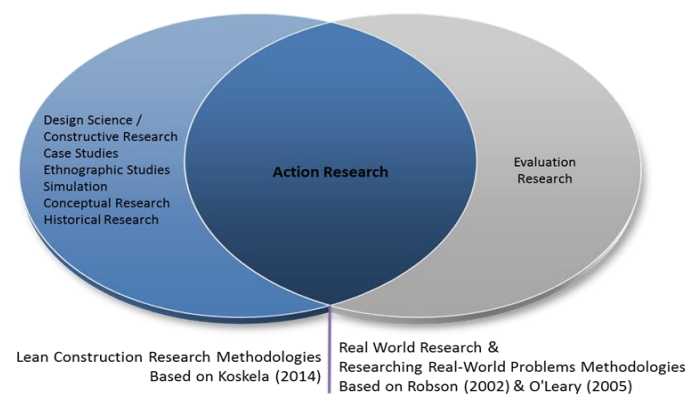 Design Science /
Constructive Research
Case Studies
Ethnographic Studies
Simulation
Conceptual Research
Historical Research
Action Research
Evaluation
Research
Lean Construction Research Methodologies
Based on Koskela (2014)
Real World Research &
Researching Real-World Problems Methodologies
Based on Robson (2002) & O'Leary (2005)